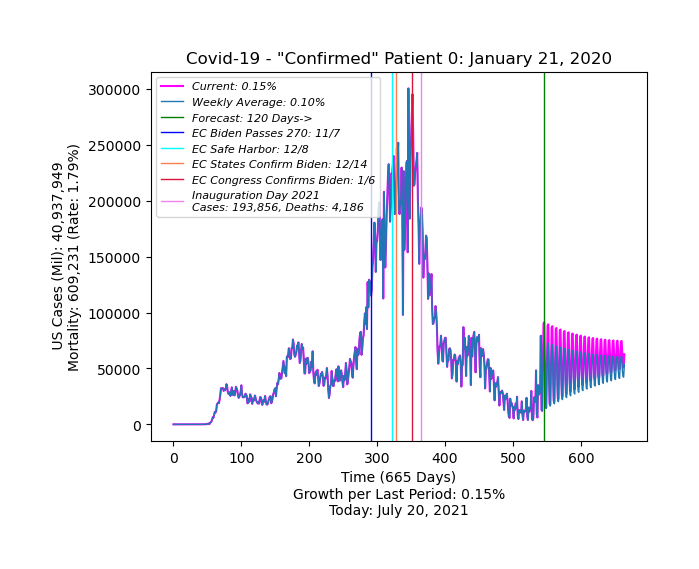 Covid-19 - "Confirmed" Patient 0: January 21, 2020
Current: 0.15%
Weekly Average: 0.10%
Forecast: 120 Days->
EC Biden Passes 270: 11/7
EC Safe Harbor: 12/8
EC States Confirm Biden: 12/14
EC Congress Confirms Biden: 1/6
Inauguration Day 2021
Cases: 193,856, Deaths: 4,186
US Cases (Mil): 40,937,949
Mortality: 609,231 (Rate: 1.79%)
300000
250000
200000
150000
100000
50000
0
0 100 200 300 400 500 600
Time (665 Days)
Growth per Last Period: 0.15%
Today: July 20, 2021